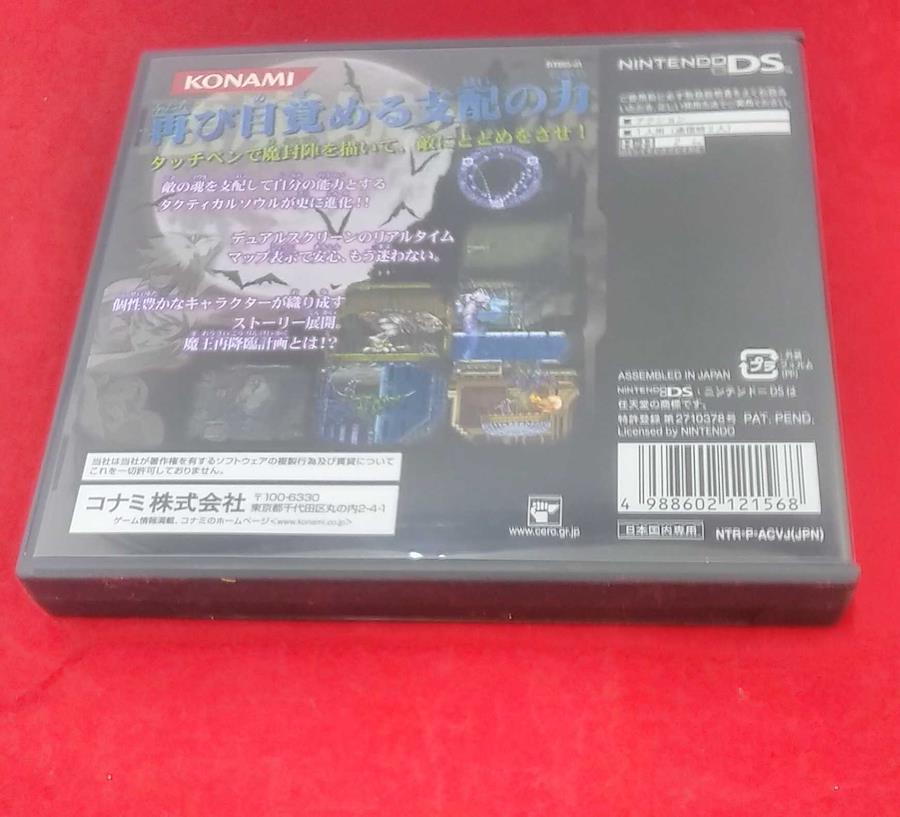 KONAMI
再び目覚める支配の力
タッチペンで魔封陣を描いて、敵にとどめをさせ!
敵の魂を支配して自分の能力とする
タクティカルソウルが更に進化!!
デュアルスクリーンのリアルタイム
マップ表示で安心、もう迷わない。
個性豊かなキャラクターが織り成す
ストーリー展開。
魔王再降臨計画とは!?
当社は当社が著作権を有するソフトウェアの複製行為及び賃貸について
これを一切許可しておりません。
コナミ株式会社
〒100-6330
東京都千代田区丸の内2-4-1
ゲーム情報満載、コナミのホームページ<www.konami.co.jp>
www.cero.gr.jp
NINTENDO DS
アクション
ASSEMBLED IN JAPAN
プラ
外装
フィルム
(PP)
NINTENDO DS・ニンテンドーDSは
任天堂の商標です。
特許登録 第2710378号 PAT. PEND.
Licensed by NINTENDO
4 988602 121568
日本国内専用
NTR-P-ACVJ(JPN)